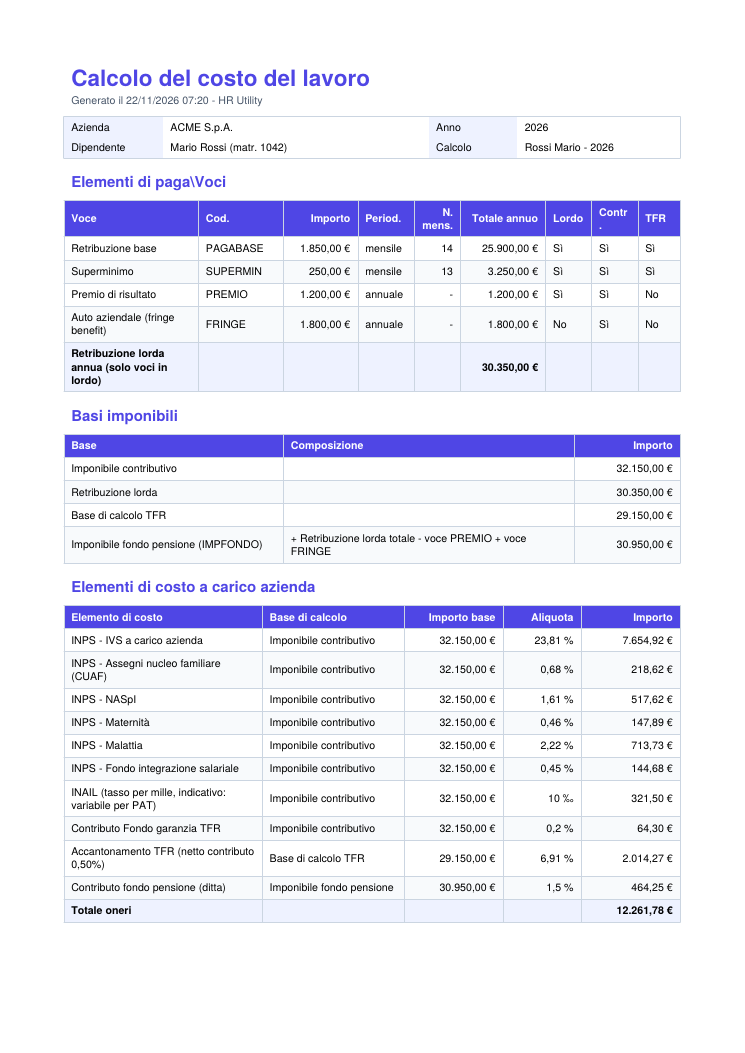 Calcolo del costo del lavoro
Generato il 22/11/2026 07:20 - HR Utility
Azienda ACME S.p.A. Anno 2026
Dipendente Mario Rossi (matr. 1042) Calcolo Rossi Mario - 2026
Elementi di paga\Voci
Voce Cod. Importo Period. N. mens. Totale annuo Lordo Contr. TFR
Retribuzione base PAGABASE 1.850,00 € mensile 14 25.900,00 € Sì Sì Sì
Superminimo SUPERMIN 250,00 € mensile 13 3.250,00 € Sì Sì Sì
Premio di risultato PREMIO 1.200,00 € annuale - 1.200,00 € Sì Sì No
Auto aziendale (fringe benefit) FRINGE 1.800,00 € annuale - 1.800,00 € No Sì No
Retribuzione lorda annua (solo voci in lordo) 30.350,00 €
Basi imponibili
Base Composizione Importo
Imponibile contributivo 32.150,00 €
Retribuzione lorda 30.350,00 €
Base di calcolo TFR 29.150,00 €
Imponibile fondo pensione (IMPFONDO) + Retribuzione lorda totale - voce PREMIO + voce FRINGE 30.950,00 €
Elementi di costo a carico azienda
Elemento di costo Base di calcolo Importo base Aliquota Importo
INPS - IVS a carico azienda Imponibile contributivo 32.150,00 € 23,81 % 7.654,92 €
INPS - Assegni nucleo familiare (CUAF) Imponibile contributivo 32.150,00 € 0,68 % 218,62 €
INPS - NASpI Imponibile contributivo 32.150,00 € 1,61 % 517,62 €
INPS - Maternità Imponibile contributivo 32.150,00 € 0,46 % 147,89 €
INPS - Malattia Imponibile contributivo 32.150,00 € 2,22 % 713,73 €
INPS - Fondo integrazione salariale Imponibile contributivo 32.150,00 € 0,45 % 144,68 €
INAIL (tasso per mille, indicativo: variabile per PAT) Imponibile contributivo 32.150,00 € 10 ‰ 321,50 €
Contributo Fondo garanzia TFR Imponibile contributivo 32.150,00 € 0,2 % 64,30 €
Accantonamento TFR (netto contributo 0,50%) Base di calcolo TFR 29.150,00 € 6,91 % 2.014,27 €
Contributo fondo pensione (ditta) Imponibile fondo pensione 30.950,00 € 1,5 % 464,25 €
Totale oneri 12.261,78 €